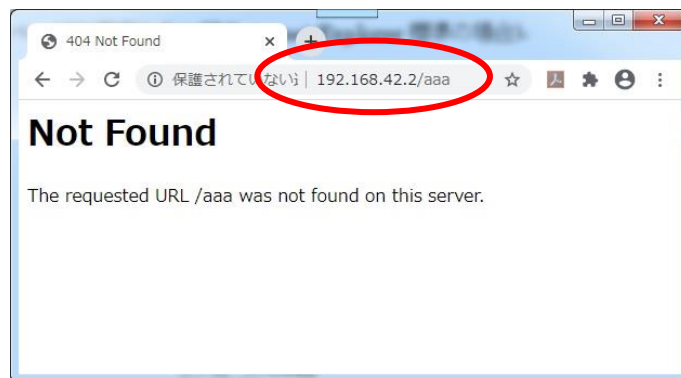 404 Not Found
保護されていない 192.168.42.2/aaa
Not Found
The requested URL /aaa was not found on this server.